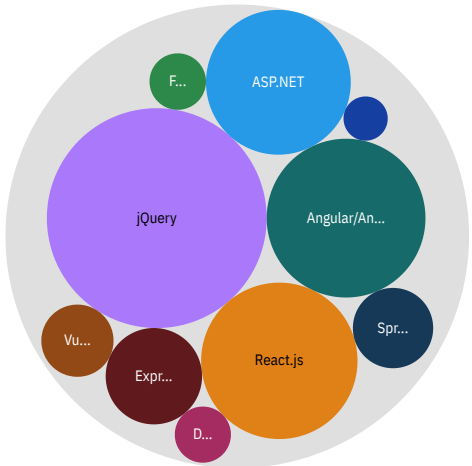 ASP.NET
F...
jQuery
Angular/An...
Spr...
Vu...
React.js
Expr...
D...